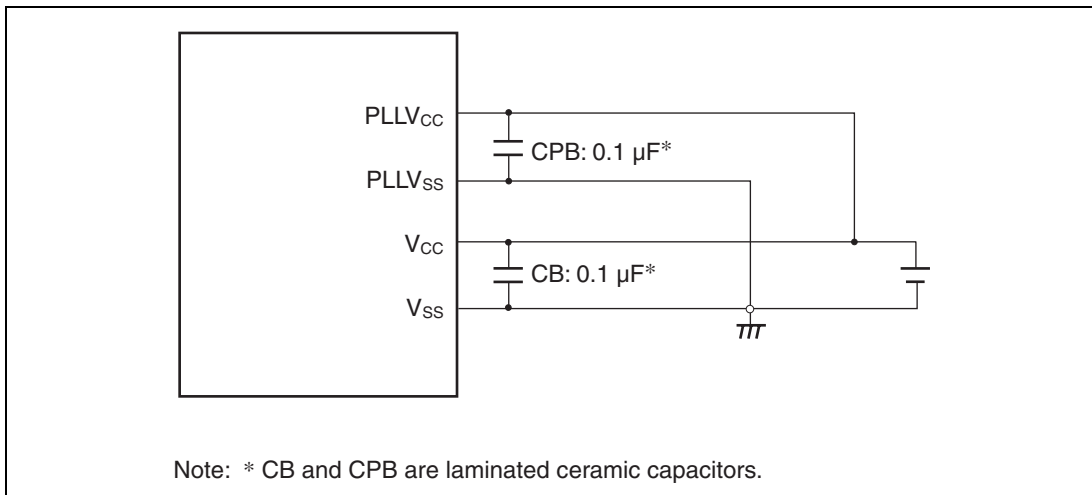 PLLVCC
CPB: 0.1 µF*
PLLVSS
VCC
CB: 0.1 µF*
VSS
Note: * CB and CPB are laminated ceramic capacitors.